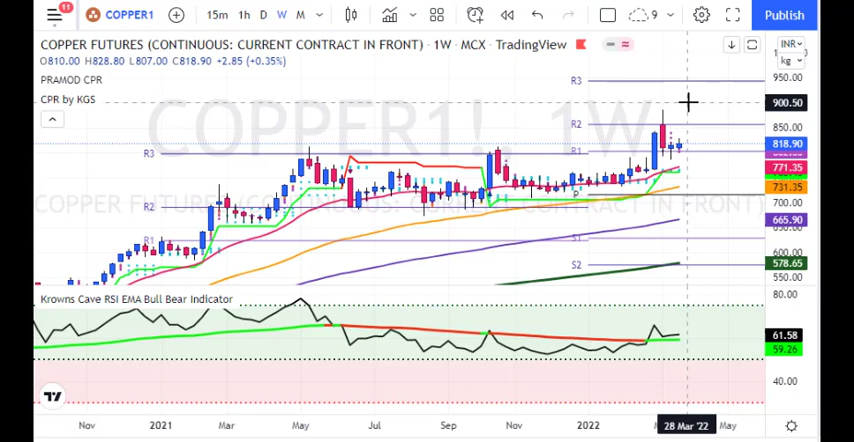 COPPER1
15m 1h D W M
9
Publish
COPPER FUTURES (CONTINUOUS: CURRENT CONTRACT IN FRONT) · 1W · MCX · TradingView
O810.00 H828.80 L807.00 C818.90 +2.85 (+0.35%)
PRAMOD CPR
CPR by KGS
COPPER1!, 1W
INR
kg
950.00
900.50
850.00
818.90
771.35
731.35
700.00
665.90
600.00
578.65
550.00
R3
R2
R1
R3
R2
R1
P
S1
S2
Krowns Cave RSI EMA Bull Bear Indicator
80.00
61.58
59.26
40.00
Nov 2021 Mar May Jul Sep Nov 2022 28 Mar '22 May